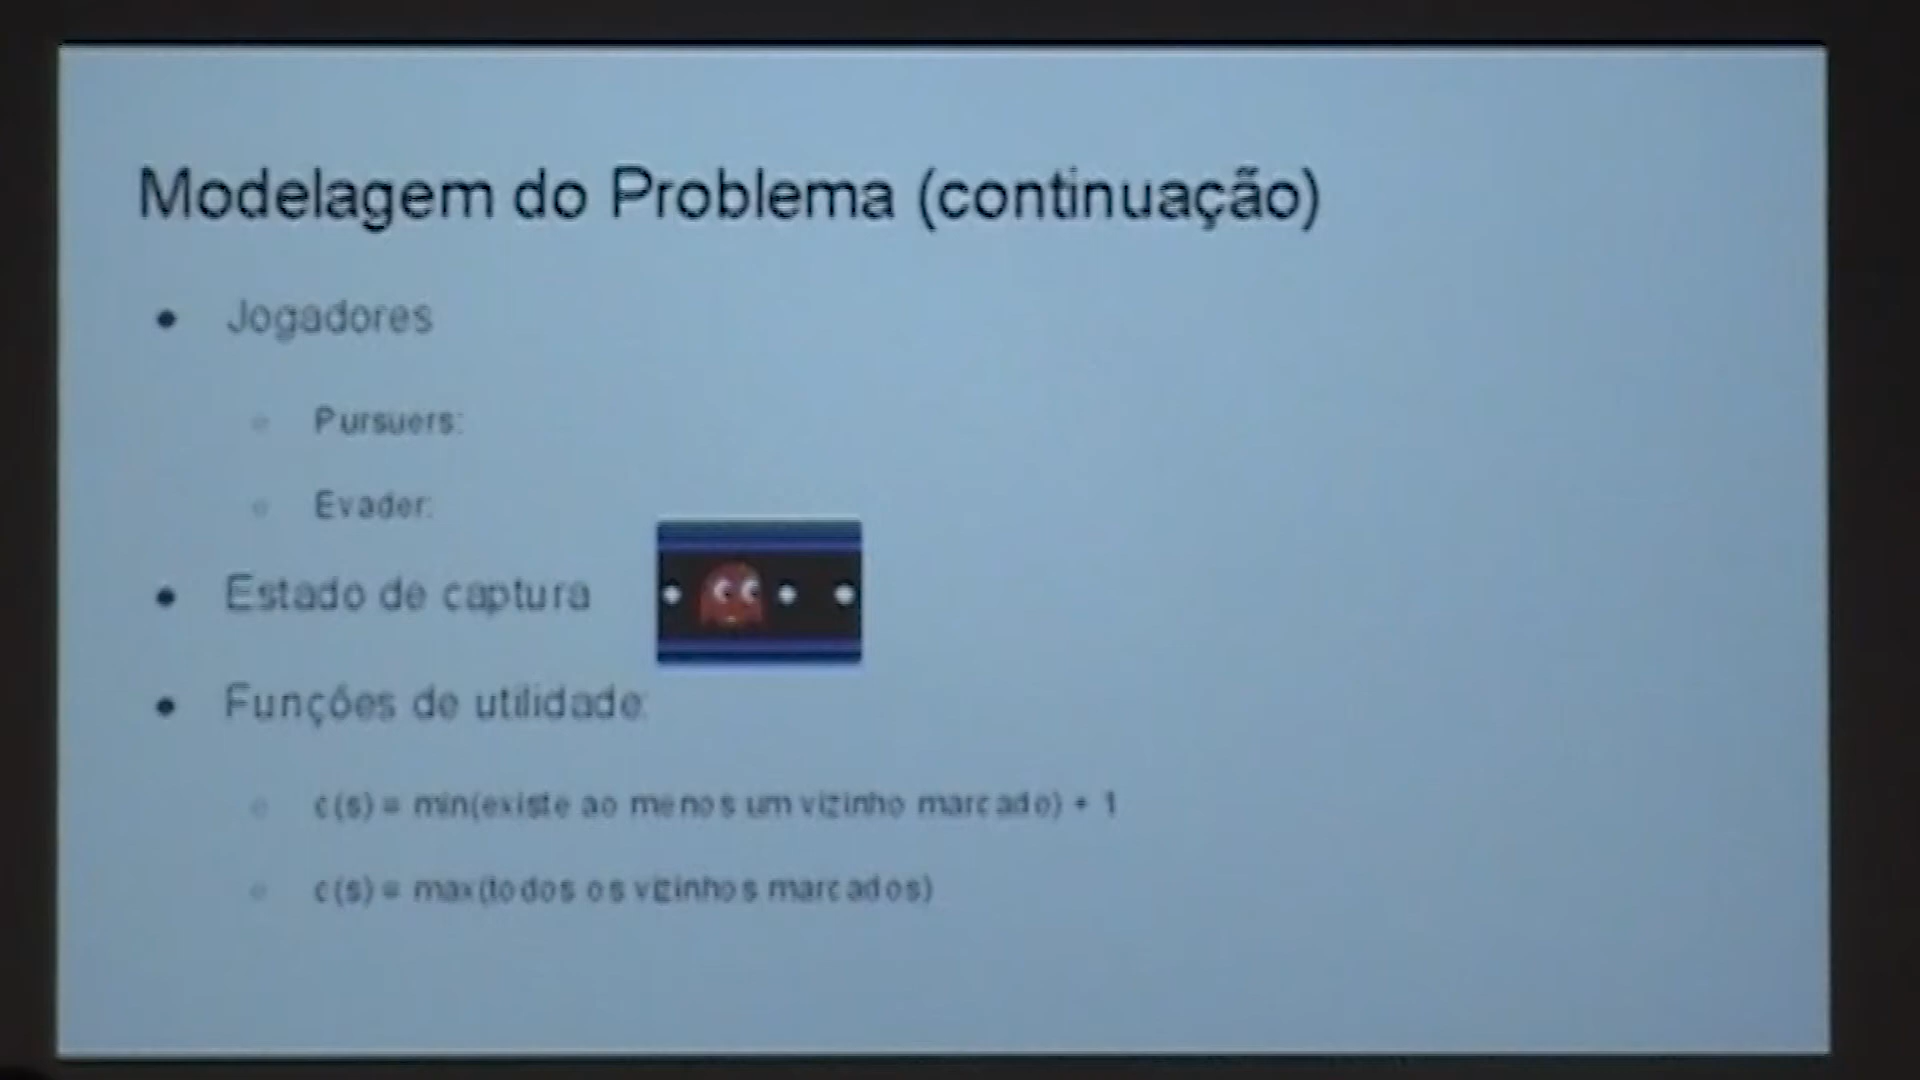 Modelagem do Problema (continuação)
● Jogadores
○ Pursuers:
○ Evader:
● Estado de captura
● Funções de utilidade:
○ c(s) = min(existe ao menos um vizinho marcado) + 1
○ c(s) = max(todos os vizinhos marcados)